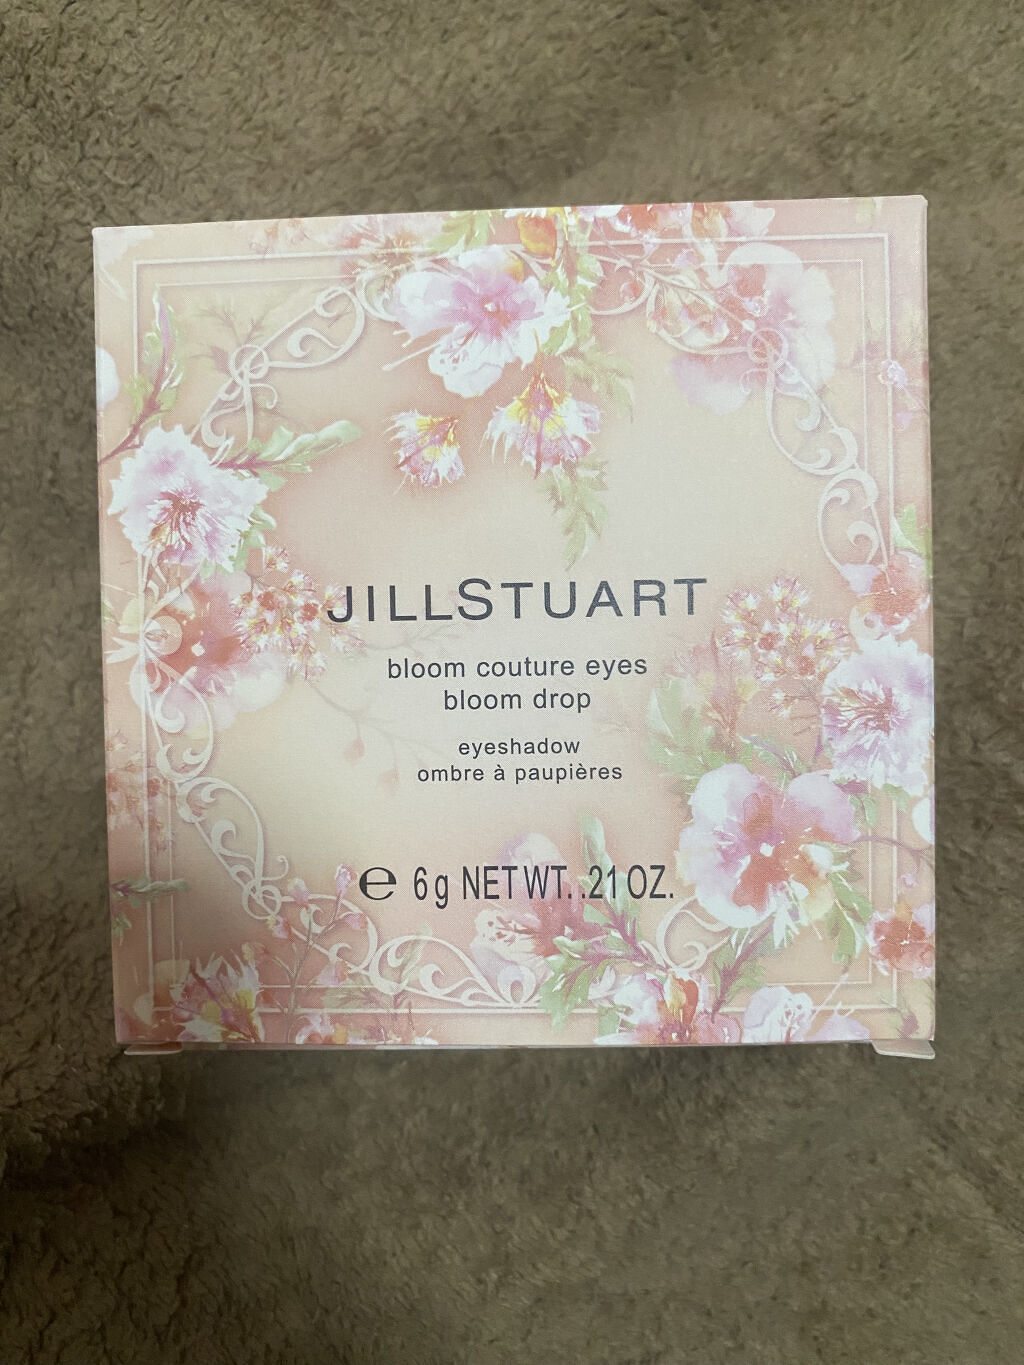 JILLSTUART
bloom couture eyes
bloom drop
eyeshadow
ombre à paupières
℮ 6g NET WT. .21 OZ.